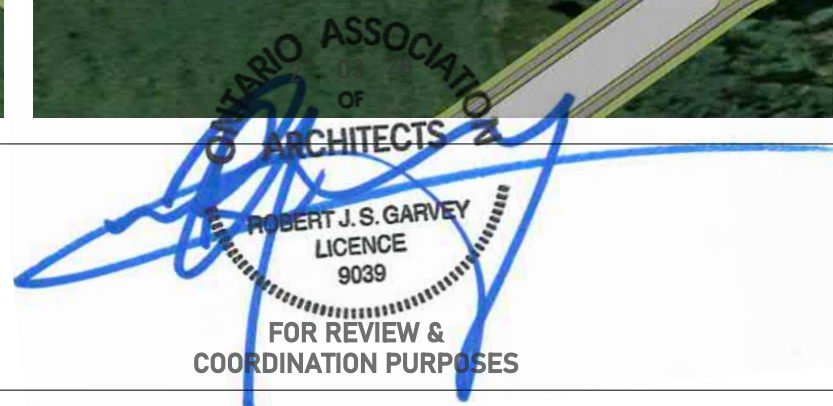 ONTARIO ASSOCIATION
OF
ARCHITECTS
ROBERT J. S. GARVEY
LICENCE
9039
FOR REVIEW &
COORDINATION PURPOSES